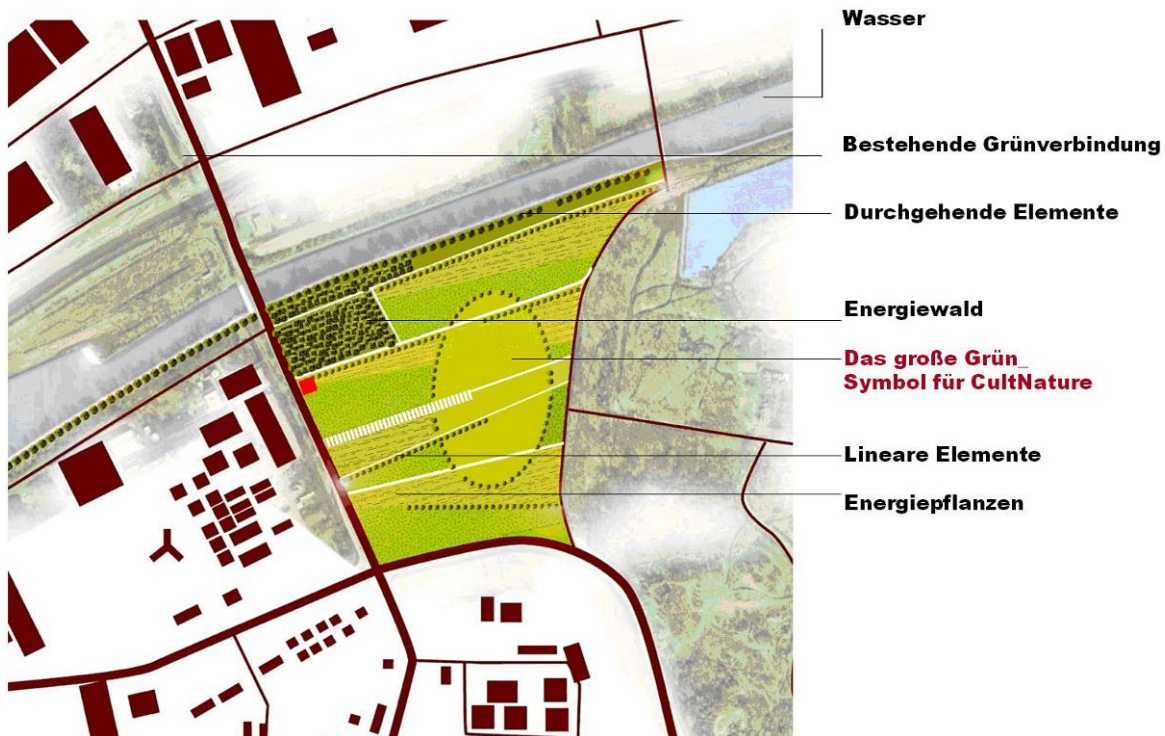 Wasser
Bestehende Grünverbindung
Durchgehende Elemente
Energiewald
Das große Grün_
Symbol für CultNature
Lineare Elemente
Energiepflanzen